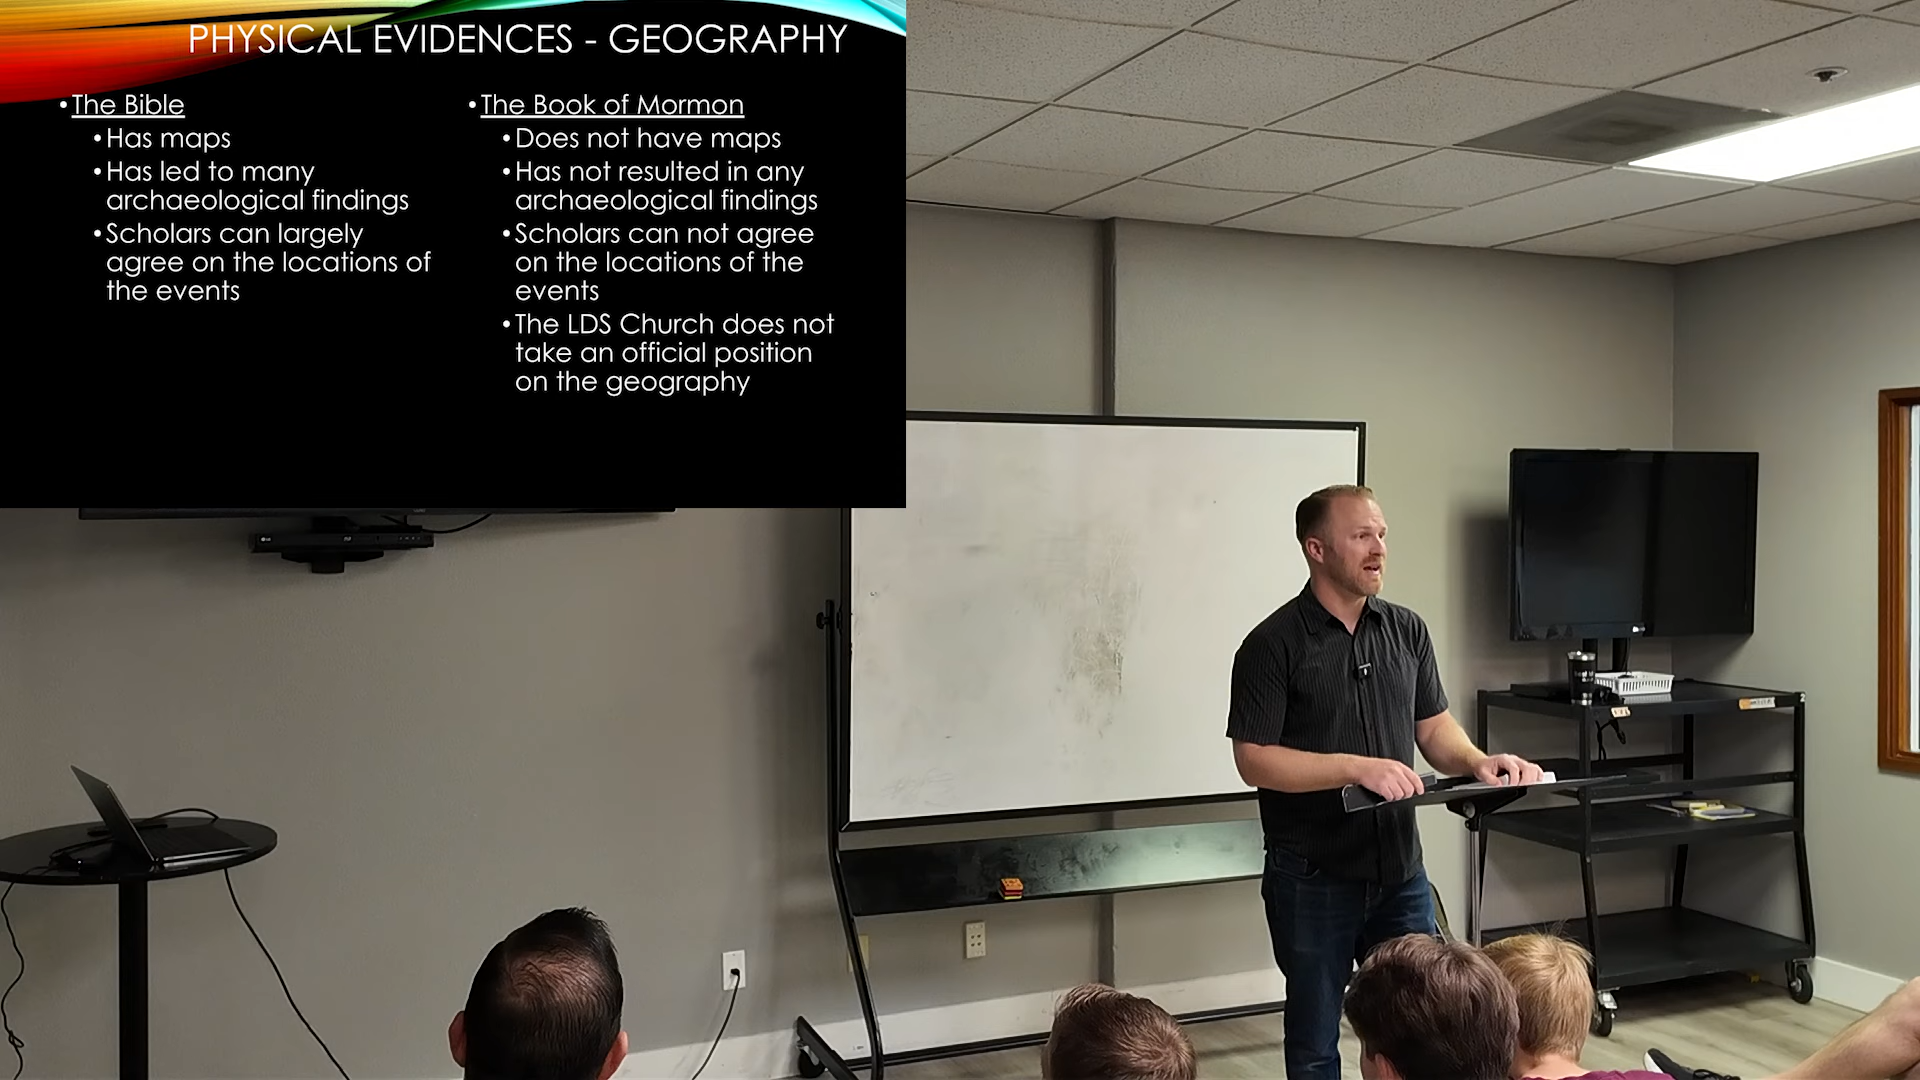 PHYSICAL EVIDENCES - GEOGRAPHY
•The Bible
•Has maps
•Has led to many
archaeological findings
•Scholars can largely
agree on the locations of
the events
•The Book of Mormon
•Does not have maps
•Has not resulted in any
archaeological findings
•Scholars can not agree
on the locations of the
events
•The LDS Church does not
take an official position
on the geography